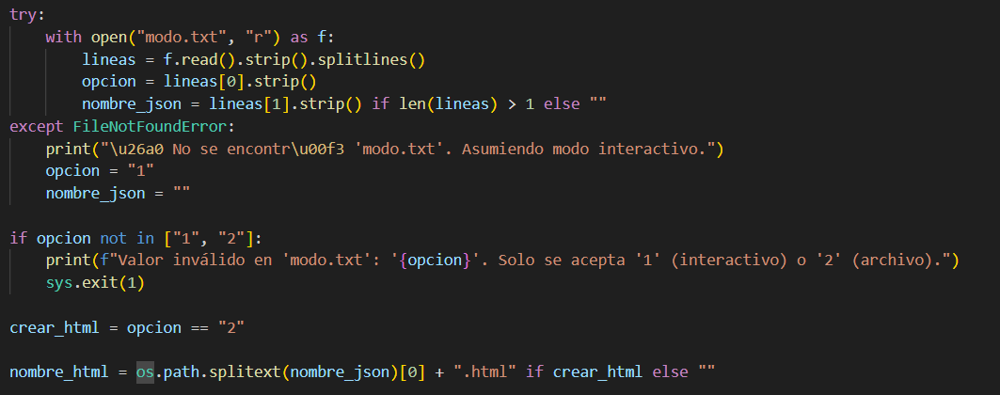 try:
    with open("modo.txt", "r") as f:
        lineas = f.read().strip().splitlines()
        opcion = lineas[0].strip()
        nombre_json = lineas[1].strip() if len(lineas) > 1 else ""
except FileNotFoundError:
    print("\u26a0 No se encontr\u00f3 'modo.txt'. Asumiendo modo interactivo.")
    opcion = "1"
    nombre_json = ""

if opcion not in ["1", "2"]:
    print(f"Valor inválido en 'modo.txt': '{opcion}'. Solo se acepta '1' (interactivo) o '2' (archivo).")
    sys.exit(1)

crear_html = opcion == "2"

nombre_html = os.path.splitext(nombre_json)[0] + ".html" if crear_html else ""